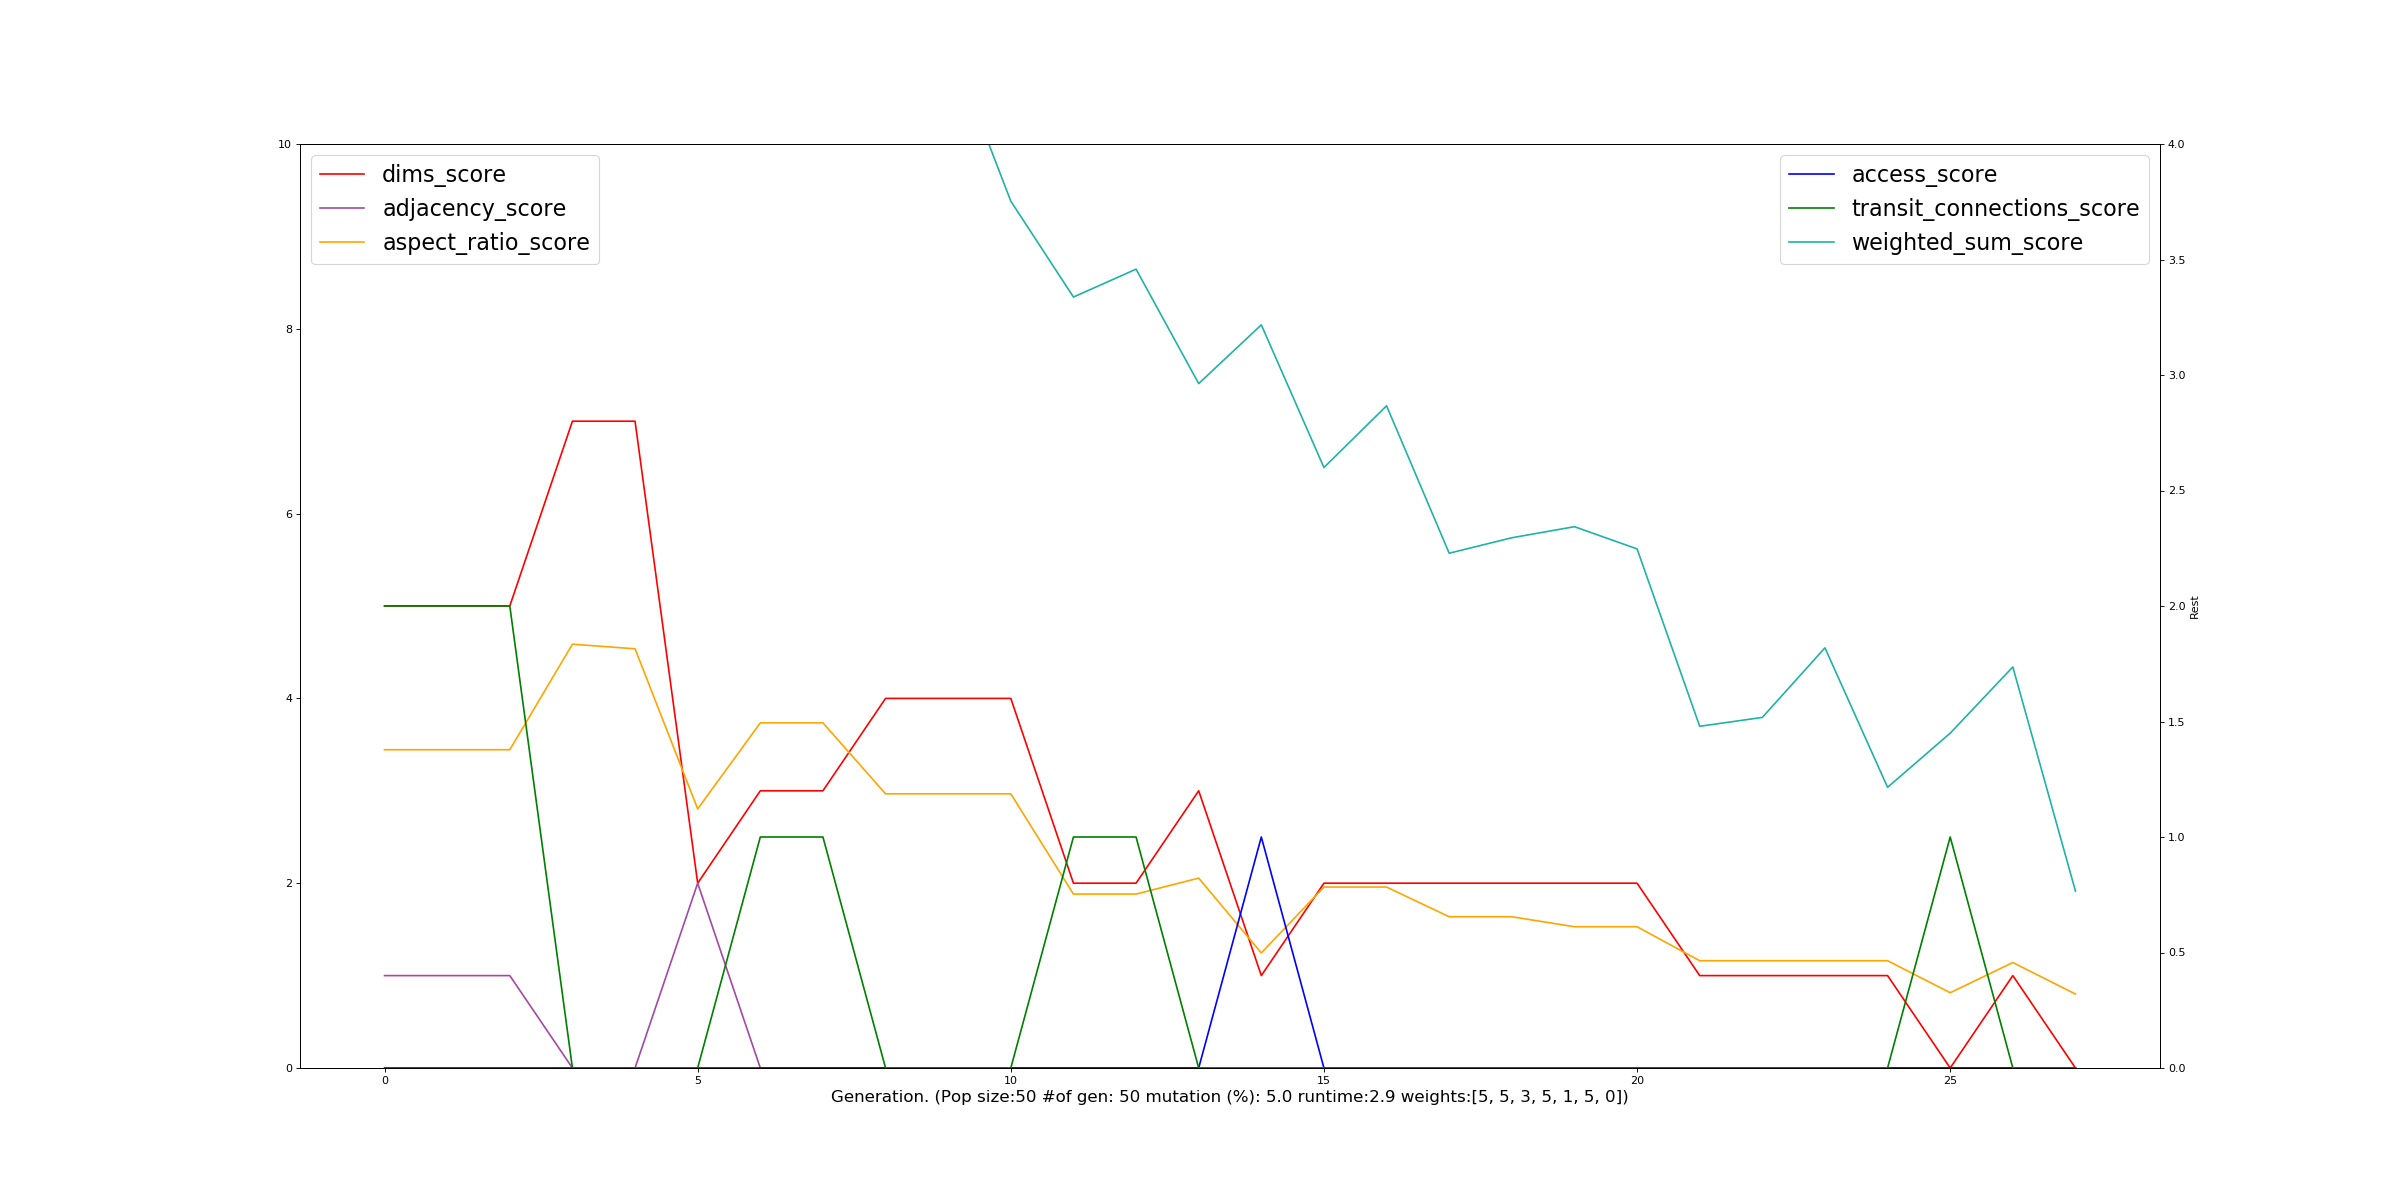 dims_score
adjacency_score
aspect_ratio_score
access_score
transit_connections_score
weighted_sum_score
10
8
6
4
2
0
4.0
3.5
3.0
2.5
2.0
1.5
1.0
0.5
0.0
Rest
0 5 10 15 20 25
Generation. (Pop size:50 #of gen: 50 mutation (%): 5.0 runtime:2.9 weights:[5, 5, 3, 5, 1, 5, 0])